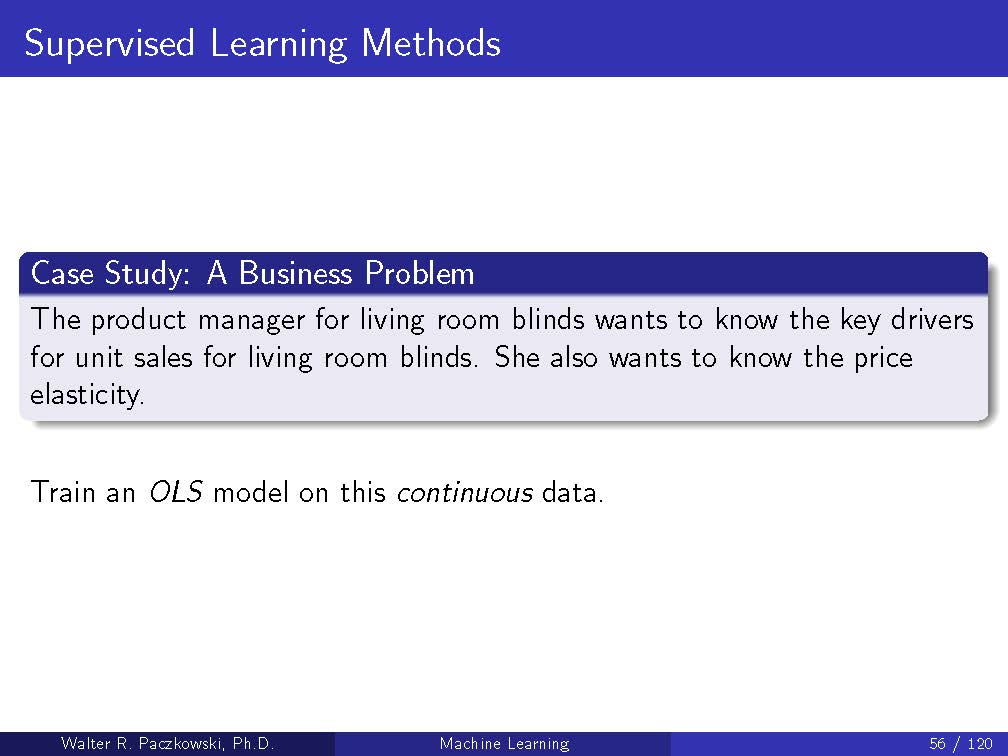 Supervised Learning Methods
Case Study: A Business Problem
The product manager for living room blinds wants to know the key drivers
for unit sales for living room blinds. She also wants to know the price
elasticity.
Train an OLS model on this continuous data.
Walter R. Paczkowski, Ph.D.
Machine Learning
56 / 120